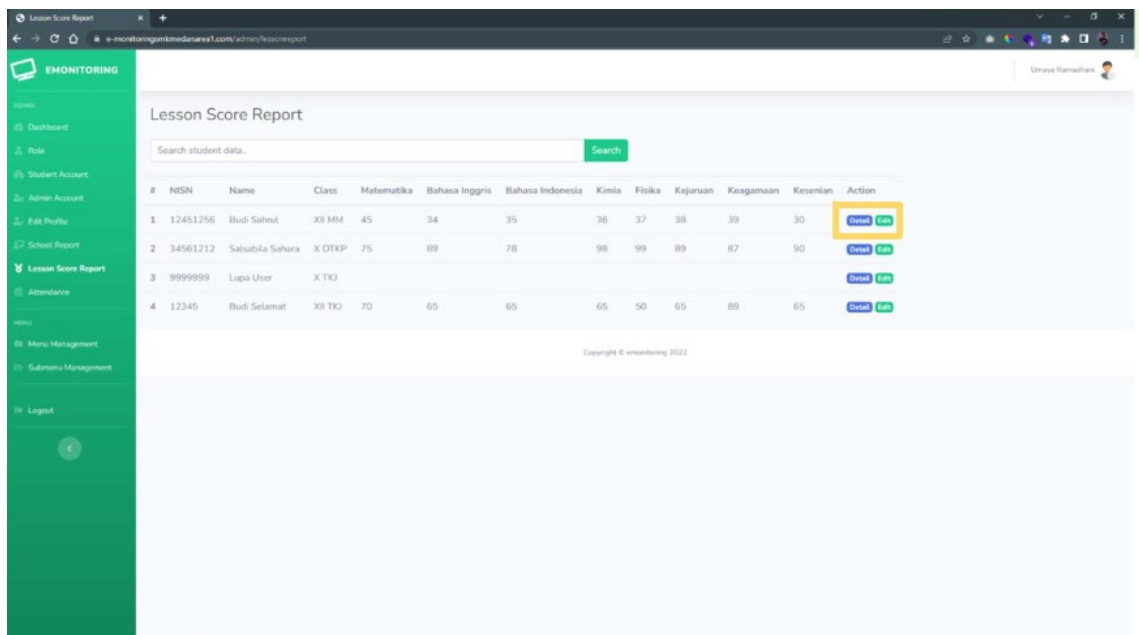 Lesson Score Report
e-monitoringsmkmedanarea1.com/admin/lessonreport
EMONITORING
Umaya Ramadhani
ADMIN
Dashboard
Role
Student Account
Admin Account
Edit Profile
School Report
Lesson Score Report
Attendance
MENU
Menu Management
Submenu Management
Logout
Lesson Score Report
Search student data..
Search
# NISN Name Class Matematika Bahasa Inggris Bahasa Indonesia Kimia Fisika Kejuruan Keagamaan Kesenian Action
1 12451256 Budi Sahrul XII MM 45 34 35 36 37 38 39 30 Detail Edit
2 34561212 Salsabila Sahara X OTKP 75 89 78 98 99 89 87 90 Detail Edit
3 9999999 Lupa User X TKJ Detail Edit
4 12345 Budi Selamat XII TKJ 70 65 65 65 50 65 89 65 Detail Edit
Copyright © emonitoring 2022